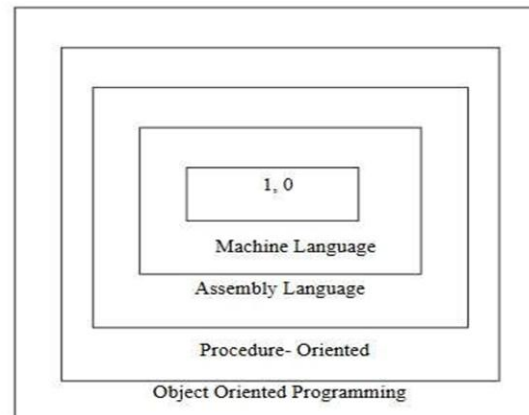 1, 0
Machine Language
Assembly Language
Procedure- Oriented
Object Oriented Programming